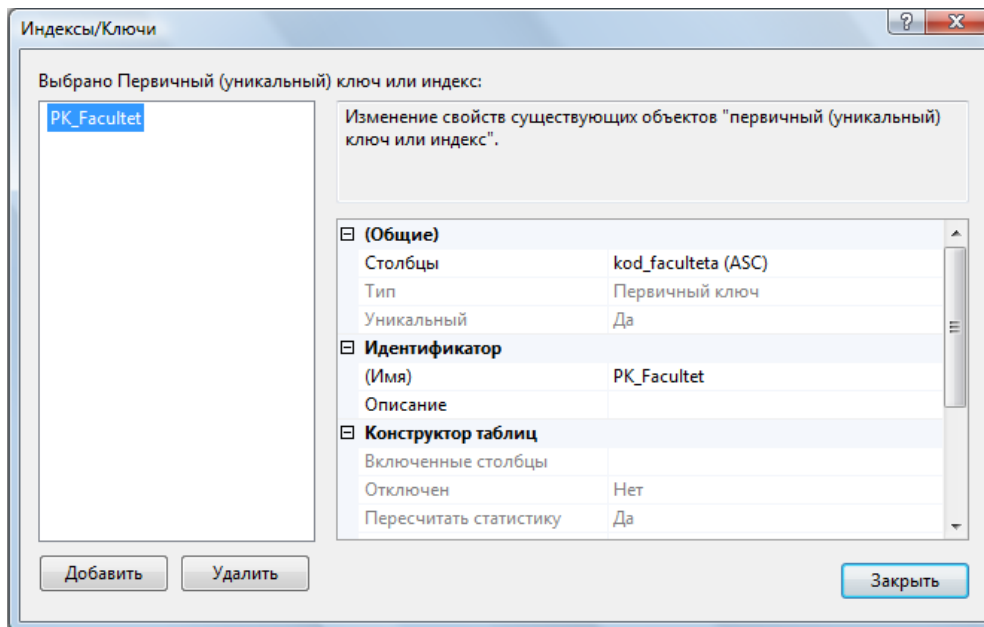 Индексы/Ключи
Выбрано Первичный (уникальный) ключ или индекс:
PK_Facultet
Изменение свойств существующих объектов "первичный (уникальный)
ключ или индекс".
(Общие)
Столбцы kod_faculteta (ASC)
Тип Первичный ключ
Уникальный Да
Идентификатор
(Имя) PK_Facultet
Описание
Конструктор таблиц
Включенные столбцы
Отключен Нет
Пересчитать статистику Да
Добавить Удалить
Закрыть